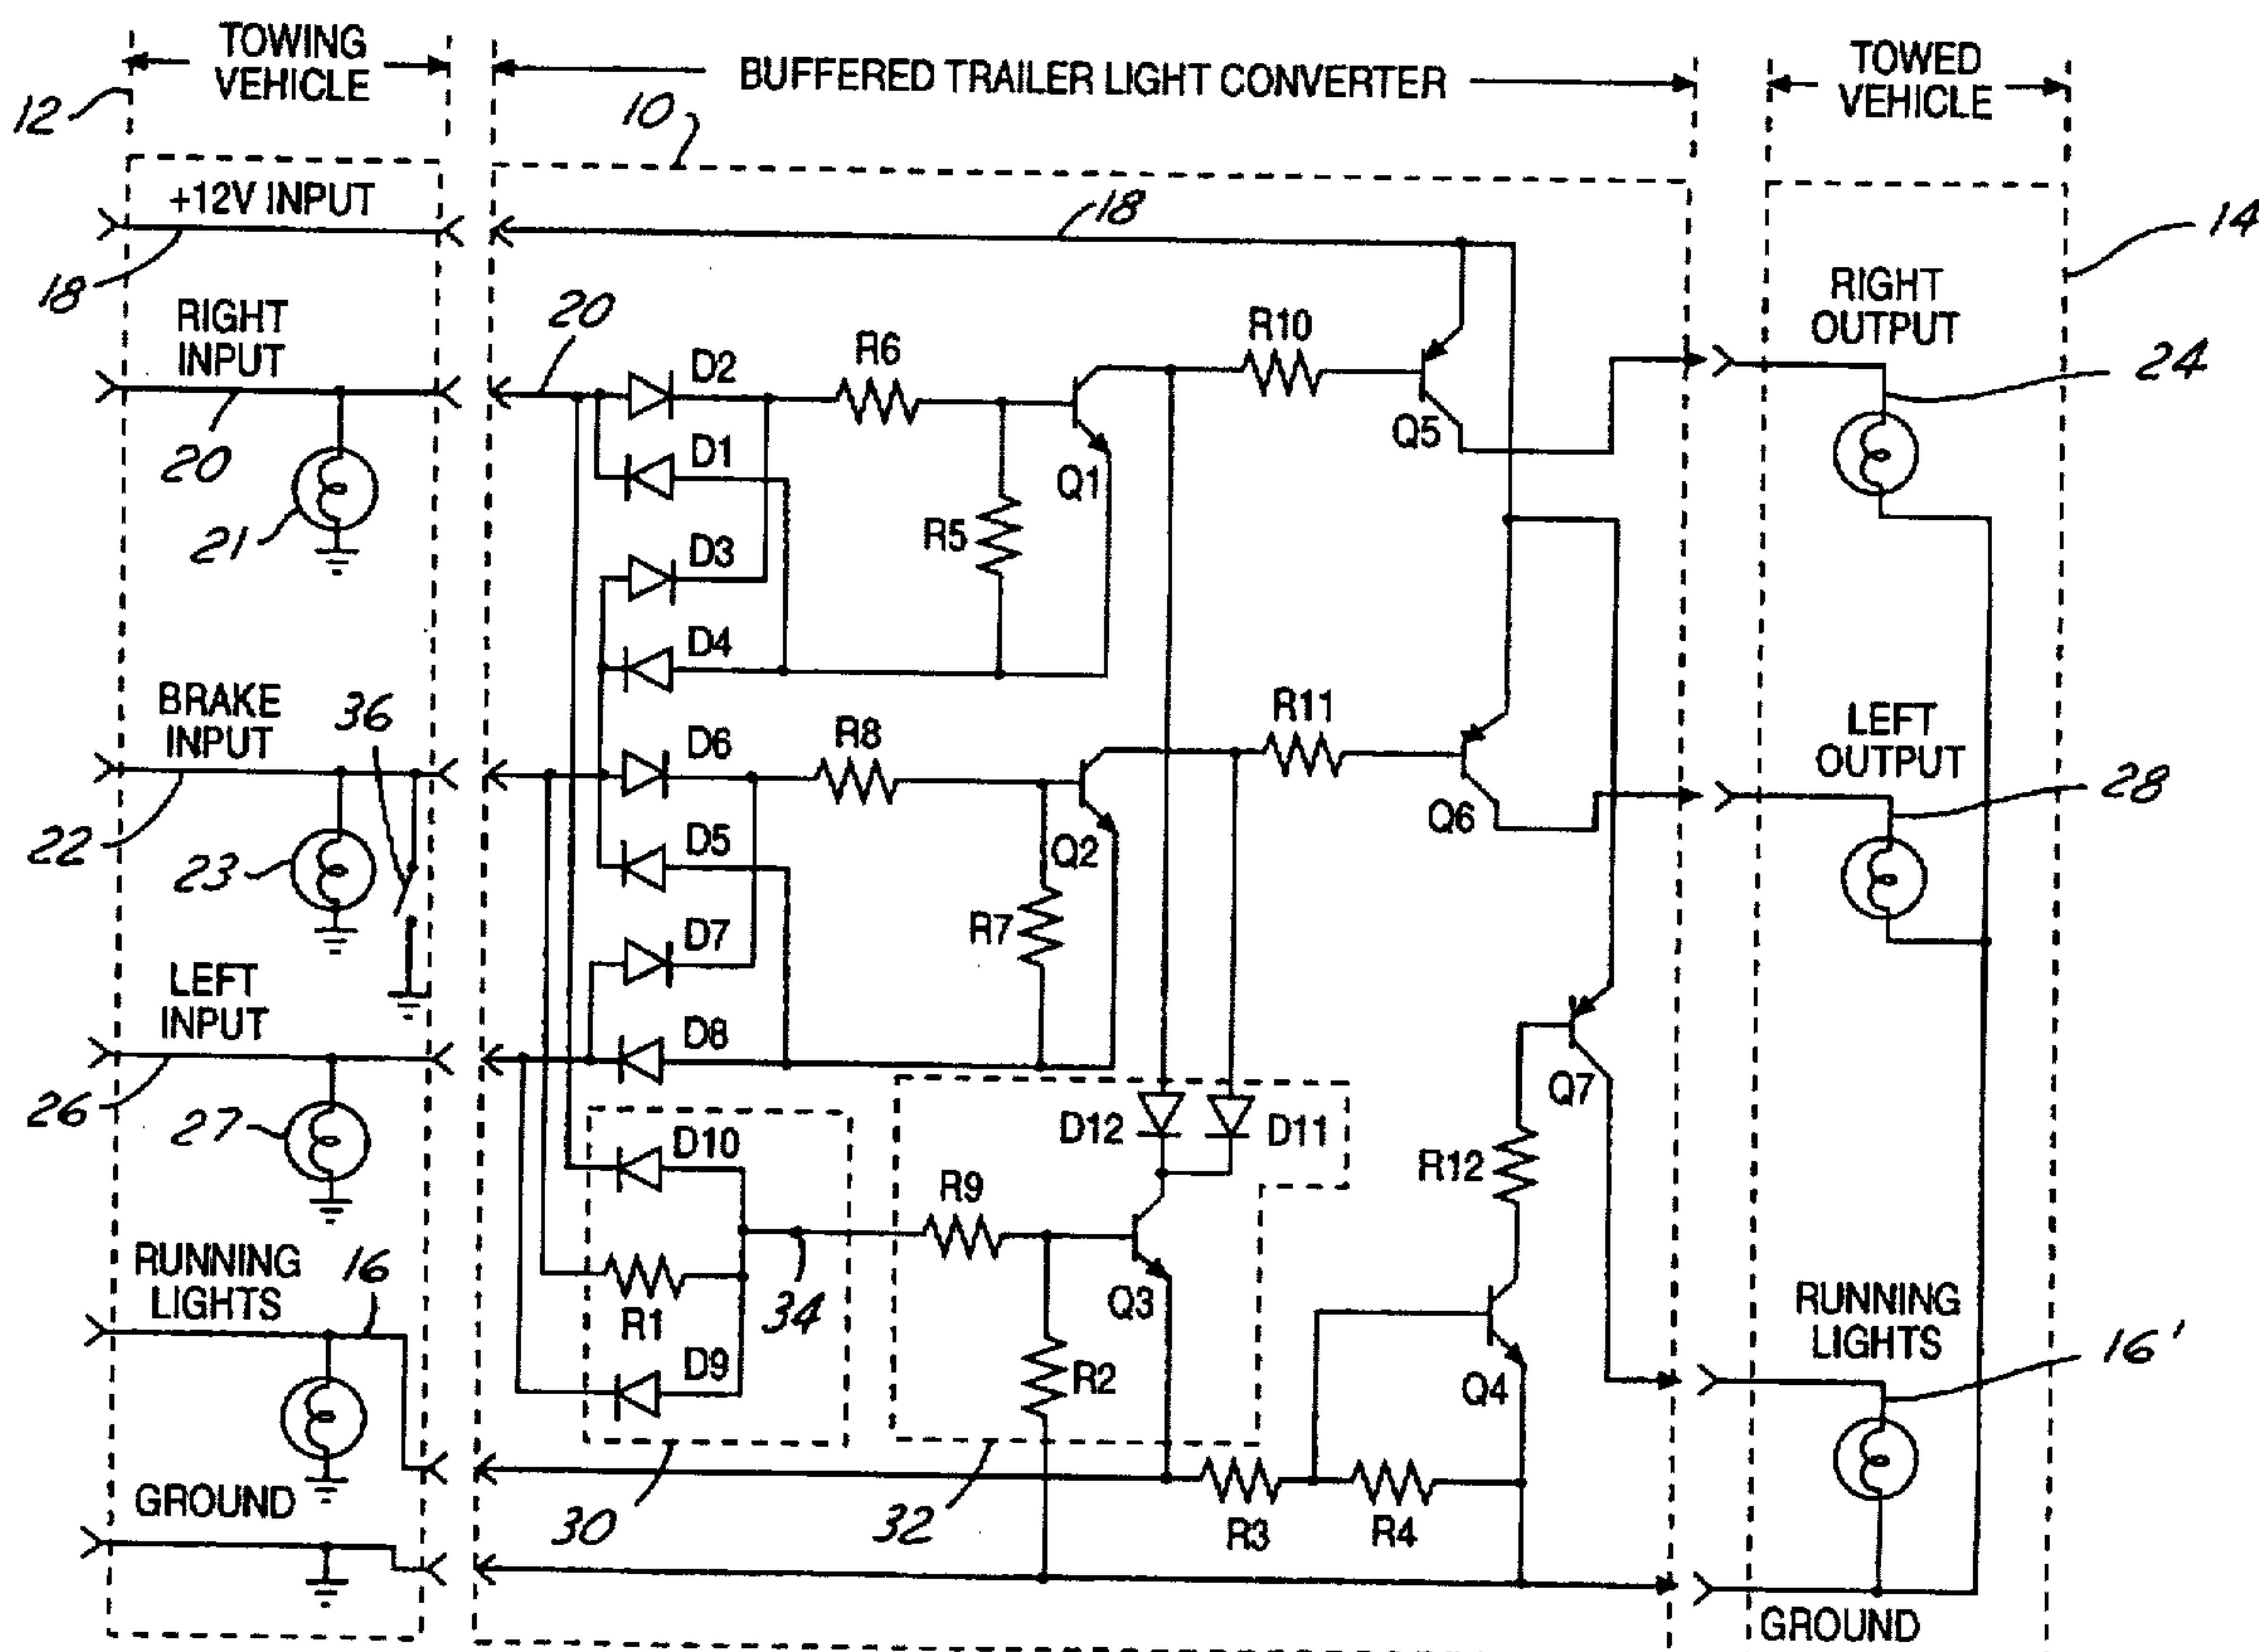 TOWING
VEHICLE
BUFFERED TRAILER LIGHT CONVERTER
TOWED
VEHICLE
12
10
+12V INPUT
18
18
14
RIGHT
INPUT
20
20
21
D2
D1
D3
D4
R6
R5
Q1
R10
Q5
RIGHT
OUTPUT
24
BRAKE
INPUT
36
22
23
D6
D5
D7
D8
R8
R7
Q2
R11
Q6
LEFT
OUTPUT
28
LEFT
INPUT
26
27
D10
R1
D9
34
30
D12
D11
R9
R2
Q3
32
R12
Q7
Q4
RUNNING
LIGHTS
16
RUNNING
LIGHTS
16'
R3
R4
GROUND
GROUND